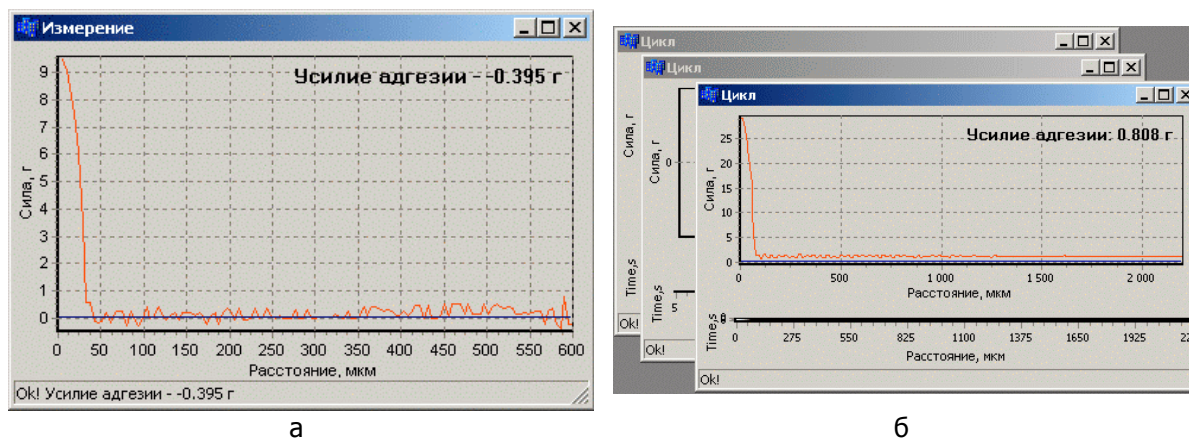 Измерение
Усилие адгезии - -0.395 г
Сила, г
9
8
7
6
5
4
3
2
1
0
0 50 100 150 200 250 300 350 400 450 500 550 600
Расстояние, мкм
Ok! Усилие адгезии - -0.395 г
а
Цикл
Сила, г
Time,s
Ok!
Цикл
Сила, г
0
Time,s
5
Ok!
Цикл
Усилие адгезии: 0.808 г
Сила, г
25
20
15
10
5
0
0 500 1 000 1 500 2 000
Расстояние, мкм
Time,s
0
0 275 550 825 1100 1375 1650 1925 22
Расстояние, мкм
Ok!
б